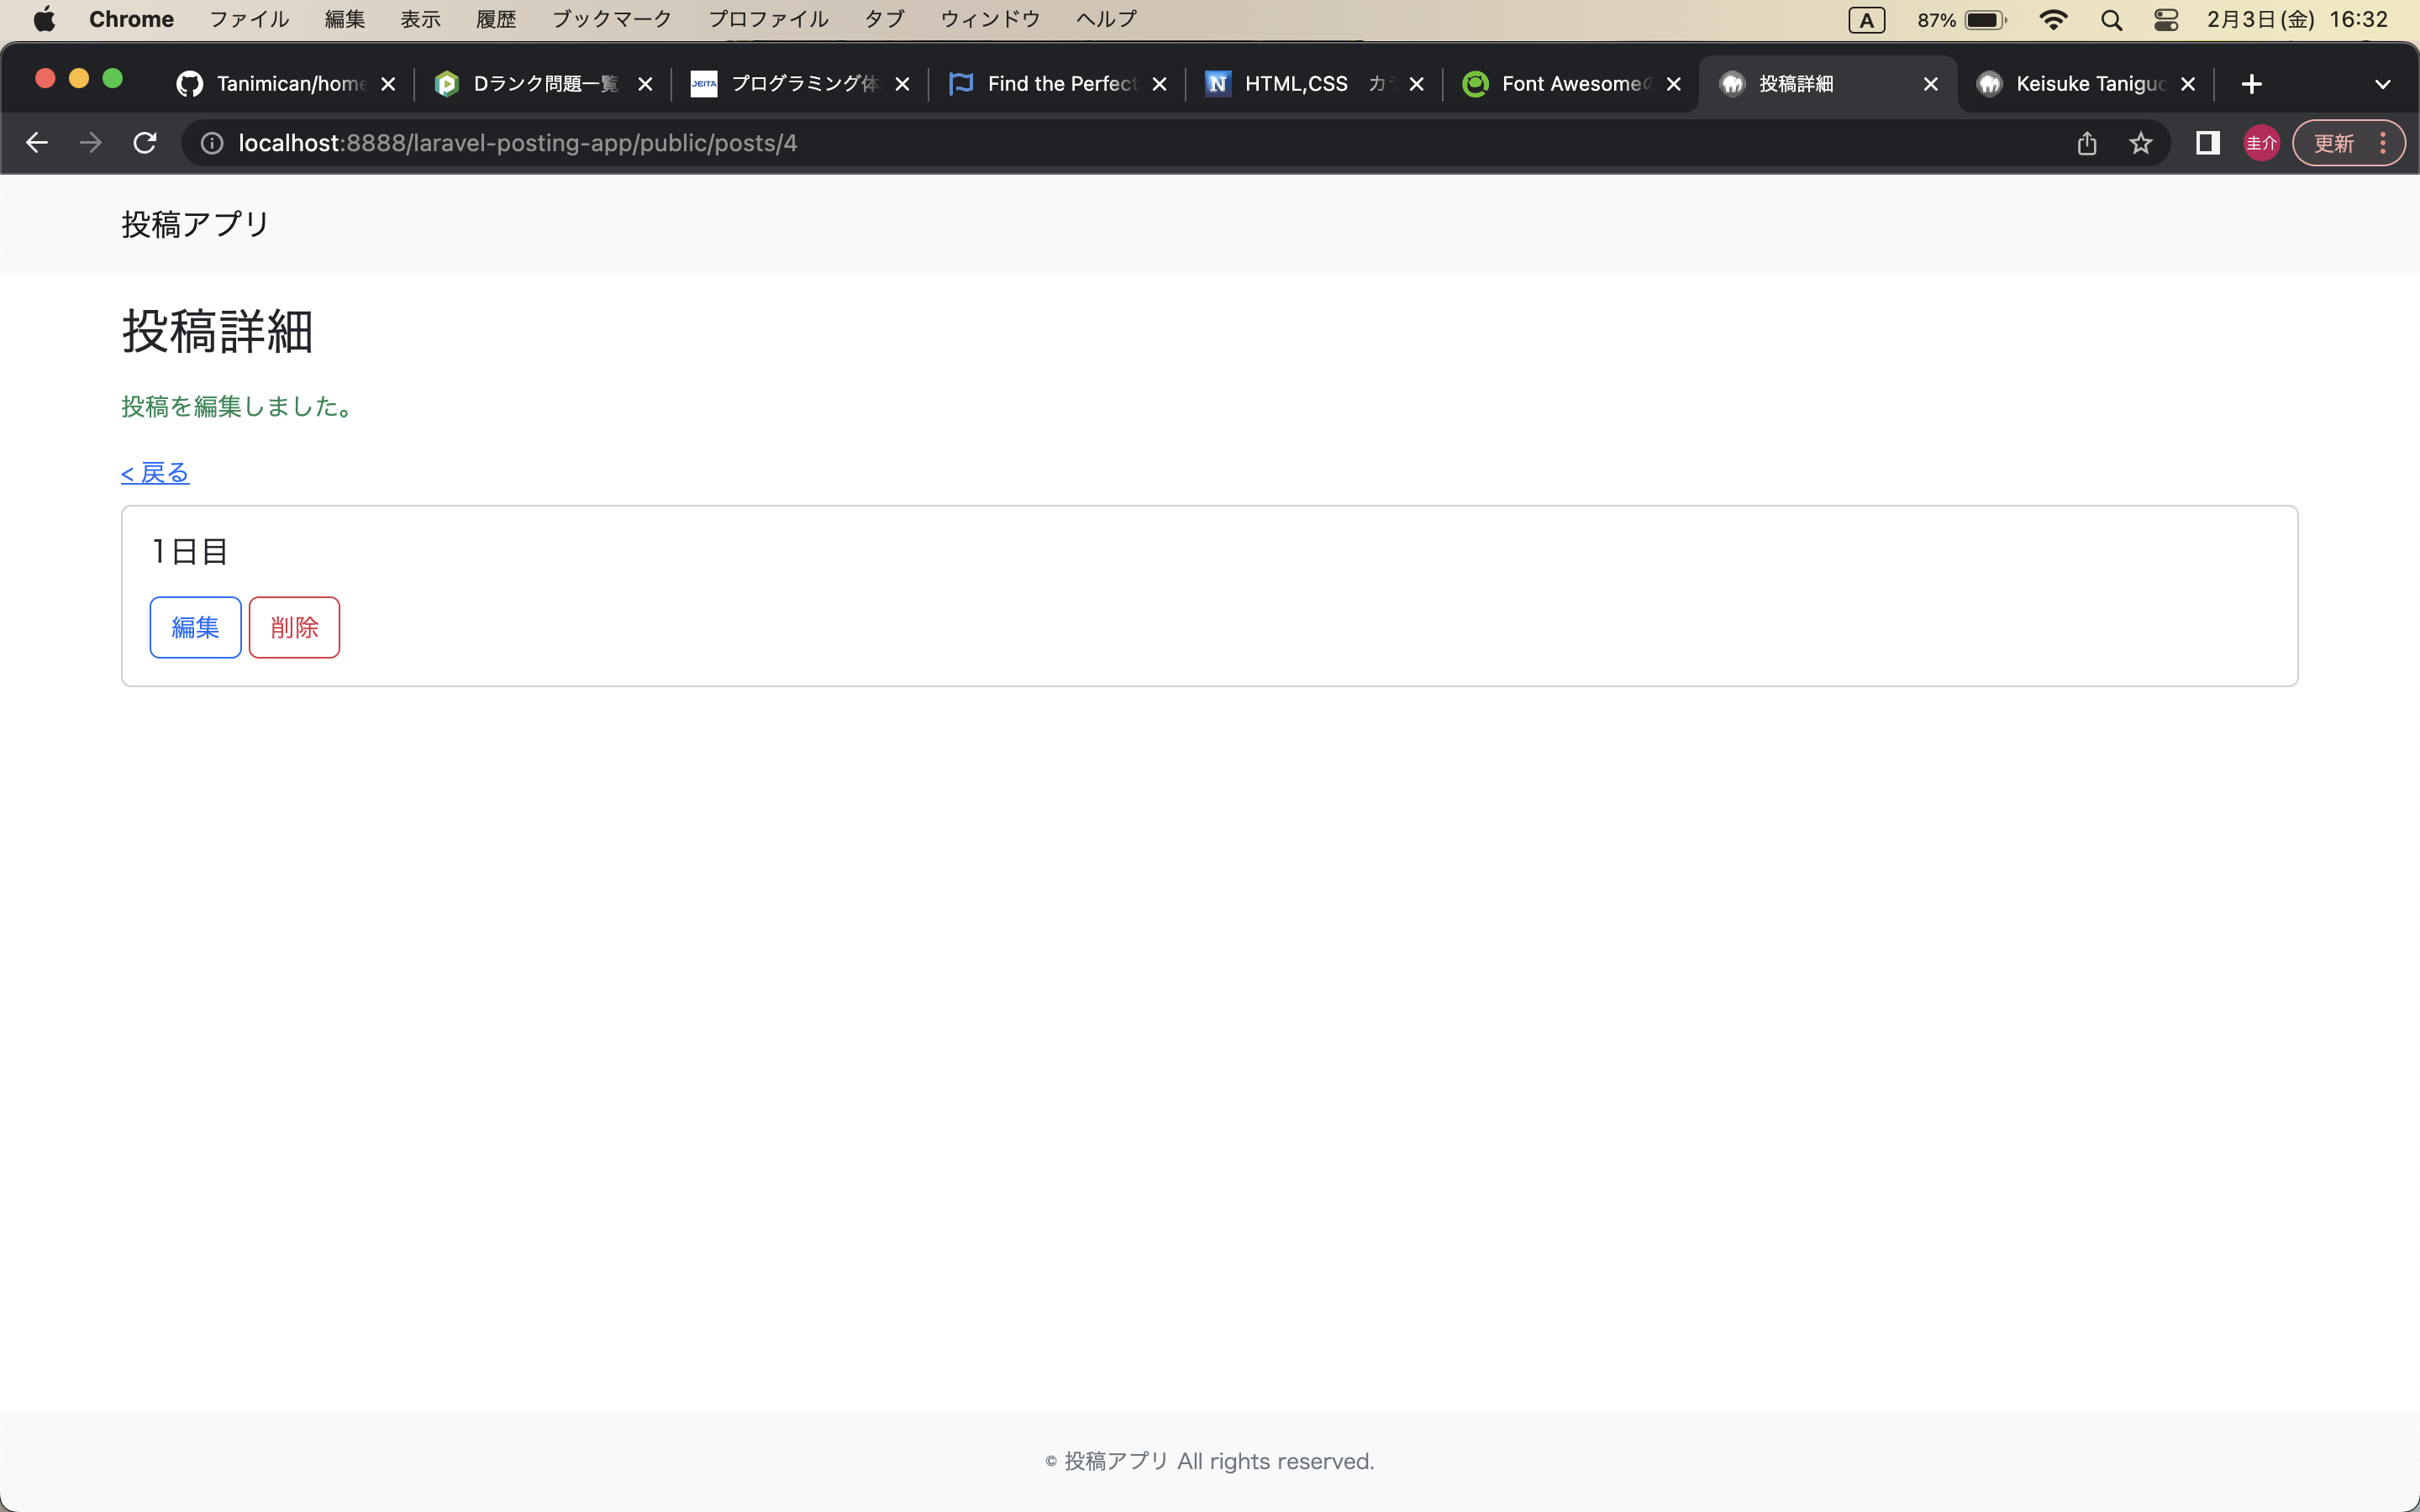 Chrome ファイル 編集 表示 履歴 ブックマーク プロファイル タブ ウィンドウ ヘルプ A 87% 2月3日(金) 16:32
Tanimican/home Dランク問題一覧 JEITA プログラミング体 Find the Perfect N HTML,CSS カ Font Awesome 投稿詳細 Keisuke Taniguc
localhost:8888/laravel-posting-app/public/posts/4 圭介 更新
投稿アプリ
投稿詳細
投稿を編集しました。
< 戻る
1日目
編集 削除
© 投稿アプリ All rights reserved.